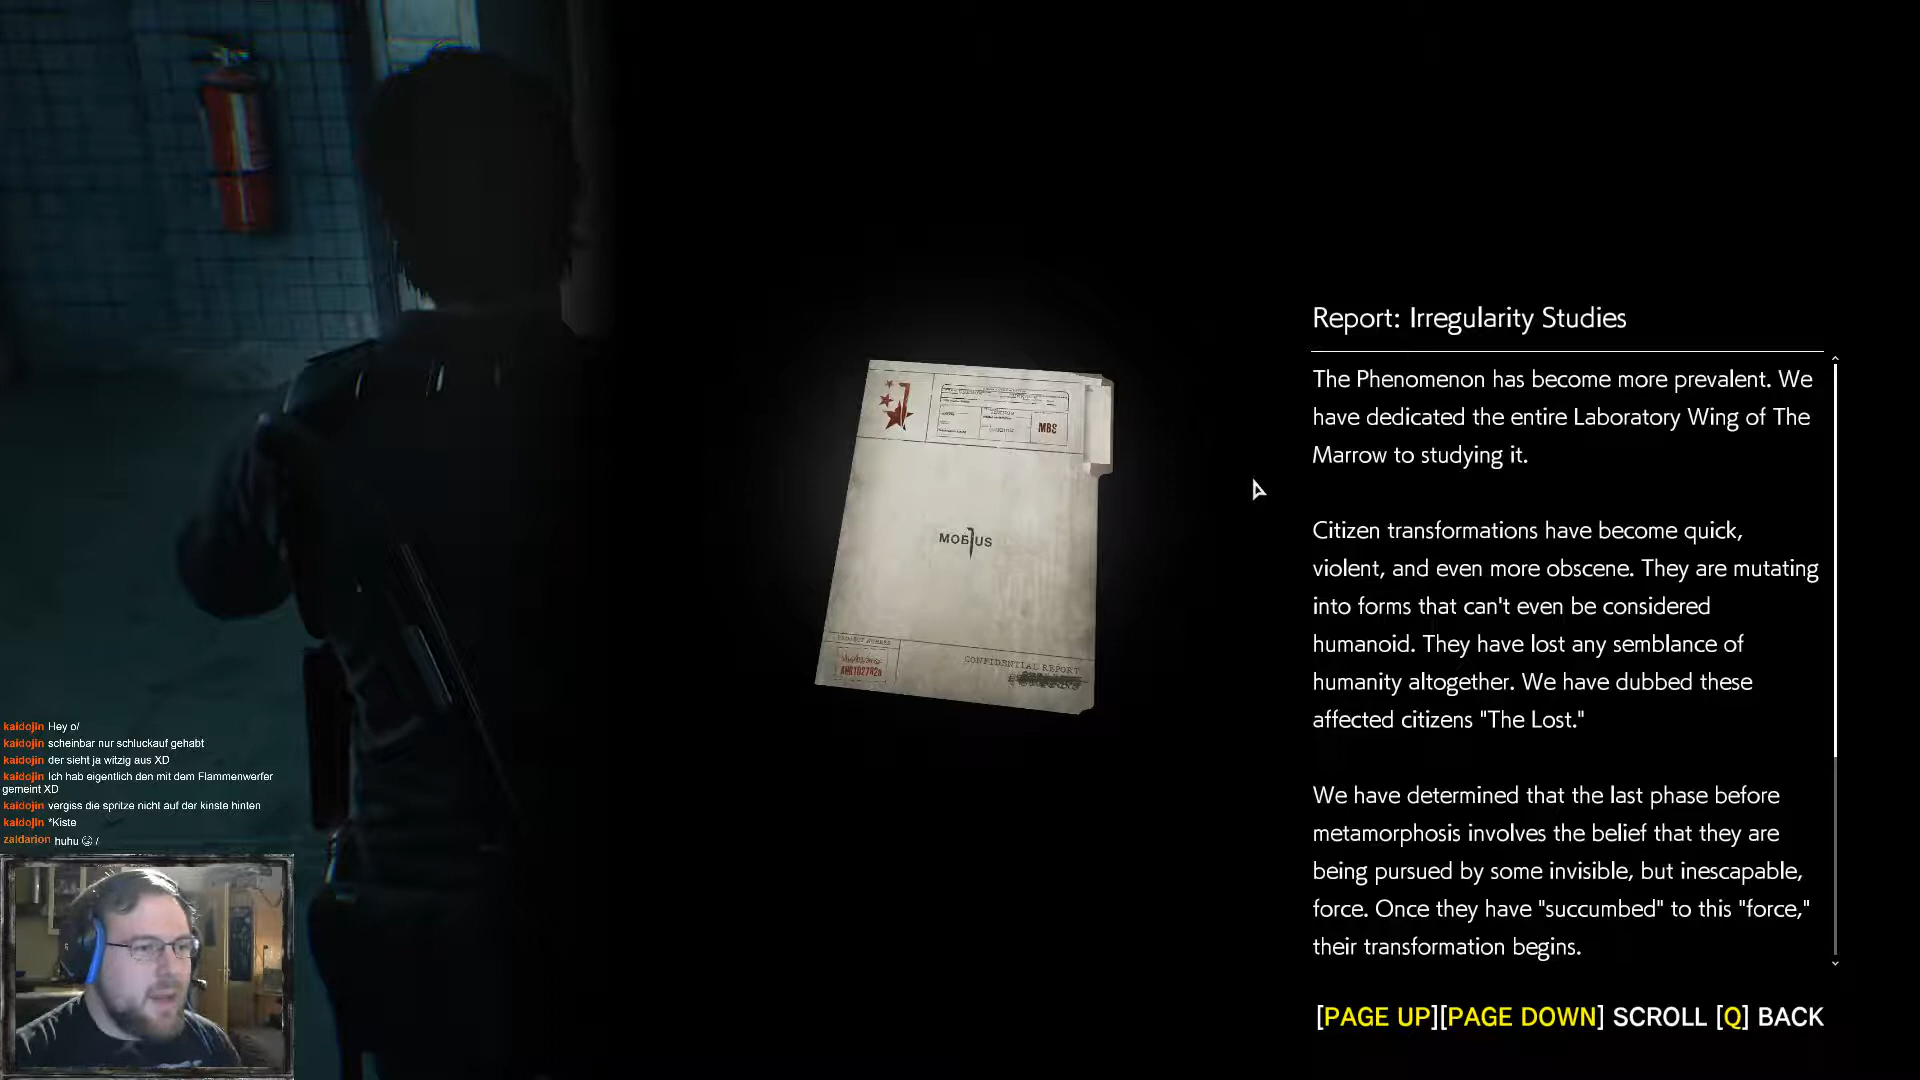 Report: Irregularity Studies
The Phenomenon has become more prevalent. We
have dedicated the entire Laboratory Wing of The
Marrow to studying it.
Citizen transformations have become quick,
violent, and even more obscene. They are mutating
into forms that can't even be considered
humanoid. They have lost any semblance of
humanity altogether. We have dubbed these
affected citizens "The Lost."
We have determined that the last phase before
metamorphosis involves the belief that they are
being pursued by some invisible, but inescapable,
force. Once they have "succumbed" to this "force,"
their transformation begins.
[PAGE UP][PAGE DOWN] SCROLL [Q] BACK
MBS
MOBIUS
PROJECT NUMBER
CONFIDENTIAL REPORT
kaidojin Hey o/
kaidojin scheinbar nur schluckauf gehabt
kaidojin der sieht ja witzig aus XD
kaidojin Ich hab eigentlich den mit dem Flammenwerfer
gemeint XD
kaidojin vergiss die spritze nicht auf der kinste hinten
kaidojin *Kiste
zaldarion huhu /